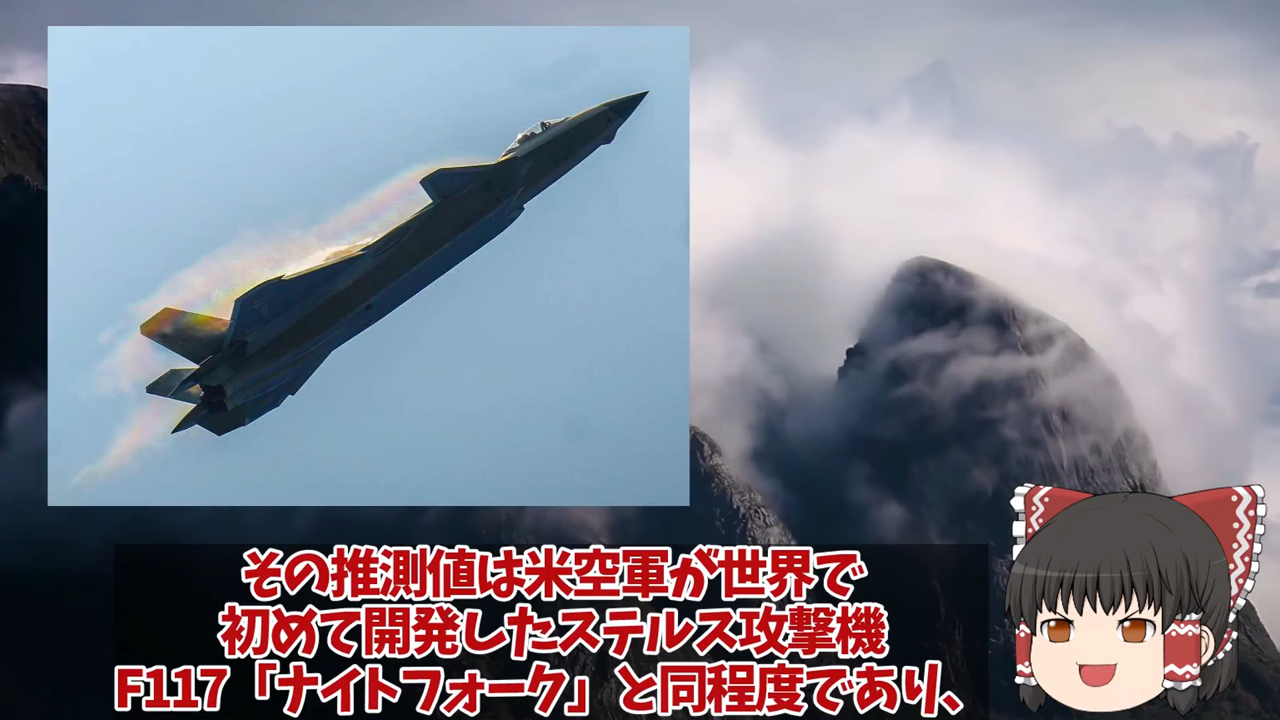 その推測値は米空軍が世界で
初めて開発したステルス攻撃機
F117「ナイトフォーク」と同程度であり、